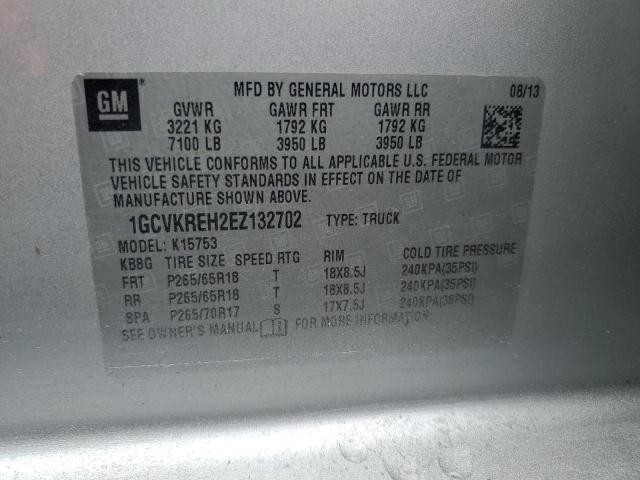 GM
MFD BY GENERAL MOTORS LLC 08/13
GVWR GAWR FRT GAWR RR
3221 KG 1792 KG 1792 KG
7100 LB 3950 LB 3950 LB
THIS VEHICLE CONFORMS TO ALL APPLICABLE U.S. FEDERAL MOTOR
VEHICLE SAFETY STANDARDS IN EFFECT ON THE DATE OF
MANUFACTURE SHOWN ABOVE.
1GCVKREH2EZ132702 TYPE: TRUCK
MODEL: K15753
KB8G TIRE SIZE SPEED RTG RIM COLD TIRE PRESSURE
FRT P265/65R18 T 18X8.5J 240KPA(35PSI)
RR P265/65R18 T 18X8.5J 240KPA(35PSI)
SPA P265/70R17 S 17X7.5J 240KPA(35PSI)
SEE OWNER'S MANUAL FOR MORE INFORMATION.